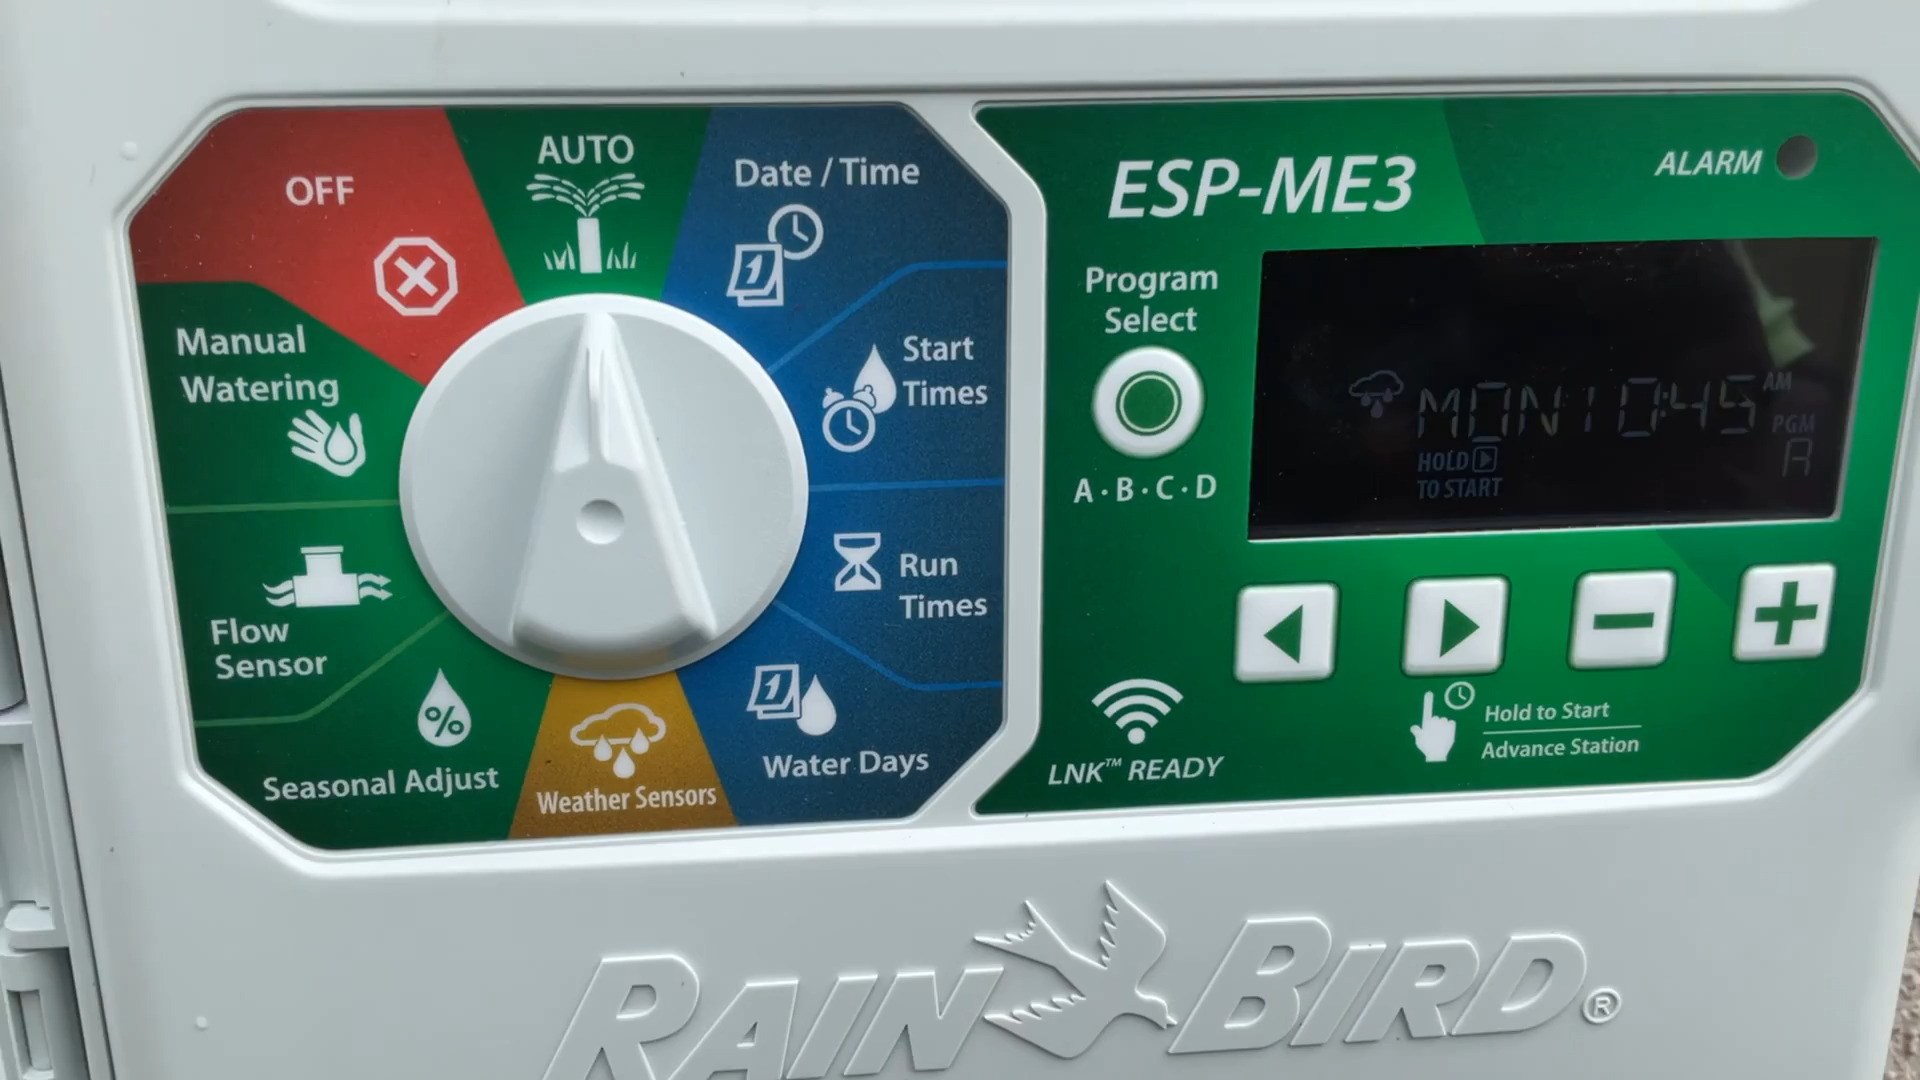 OFF
AUTO
Date / Time
1
Manual
Watering
Start
Times
Flow
Sensor
Run
Times
%
Seasonal Adjust
Weather Sensors
1
Water Days
ESP-ME3
ALARM
Program
Select
A·B·C·D
MON 10:45 AM
PGM
A
HOLD
TO START
LNK™ READY
Hold to Start
Advance Station
RAIN BIRD®